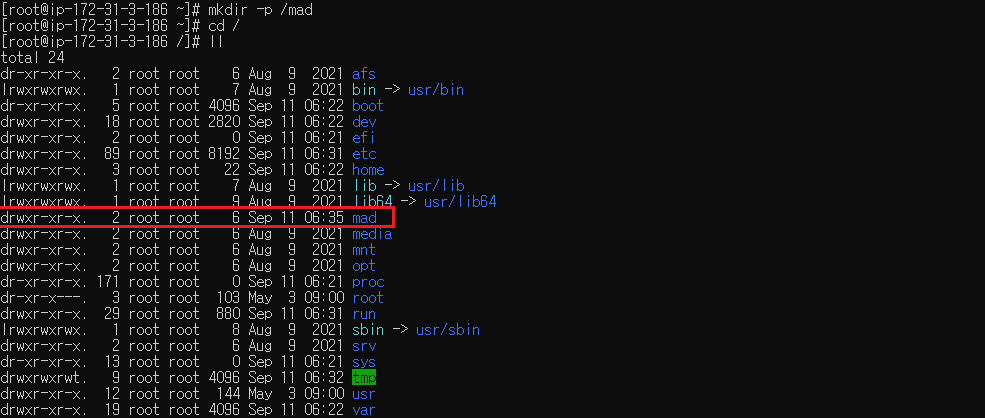 [root@ip-172-31-3-186 ~]# mkdir -p /mad
[root@ip-172-31-3-186 ~]# cd /
[root@ip-172-31-3-186 /]# ll
total 24
dr-xr-xr-x.   2 root root    6 Aug  9  2021 afs
lrwxrwxrwx.   1 root root    7 Aug  9  2021 bin -> usr/bin
dr-xr-xr-x.   5 root root 4096 Sep 11 06:22 boot
drwxr-xr-x.  18 root root 2820 Sep 11 06:22 dev
drwxr-xr-x.   2 root root    0 Sep 11 06:21 efi
drwxr-xr-x.  89 root root 8192 Sep 11 06:31 etc
drwxr-xr-x.   3 root root   22 Sep 11 06:22 home
lrwxrwxrwx.   1 root root    7 Aug  9  2021 lib -> usr/lib
lrwxrwxrwx.   1 root root    9 Aug  9  2021 lib64 -> usr/lib64
drwxr-xr-x.   2 root root    6 Sep 11 06:35 mad
drwxr-xr-x.   2 root root    6 Aug  9  2021 media
drwxr-xr-x.   2 root root    6 Aug  9  2021 mnt
drwxr-xr-x.   2 root root    6 Aug  9  2021 opt
dr-xr-xr-x. 171 root root    0 Sep 11 06:21 proc
dr-xr-x---.   3 root root  103 May  3 09:00 root
drwxr-xr-x.  29 root root  880 Sep 11 06:31 run
lrwxrwxrwx.   1 root root    8 Aug  9  2021 sbin -> usr/sbin
drwxr-xr-x.   2 root root    6 Aug  9  2021 srv
dr-xr-xr-x.  13 root root    0 Sep 11 06:21 sys
drwxrwxrwt.   9 root root 4096 Sep 11 06:32 tmp
drwxr-xr-x.  12 root root  144 May  3 09:00 usr
drwxr-xr-x.  19 root root 4096 Sep 11 06:22 var